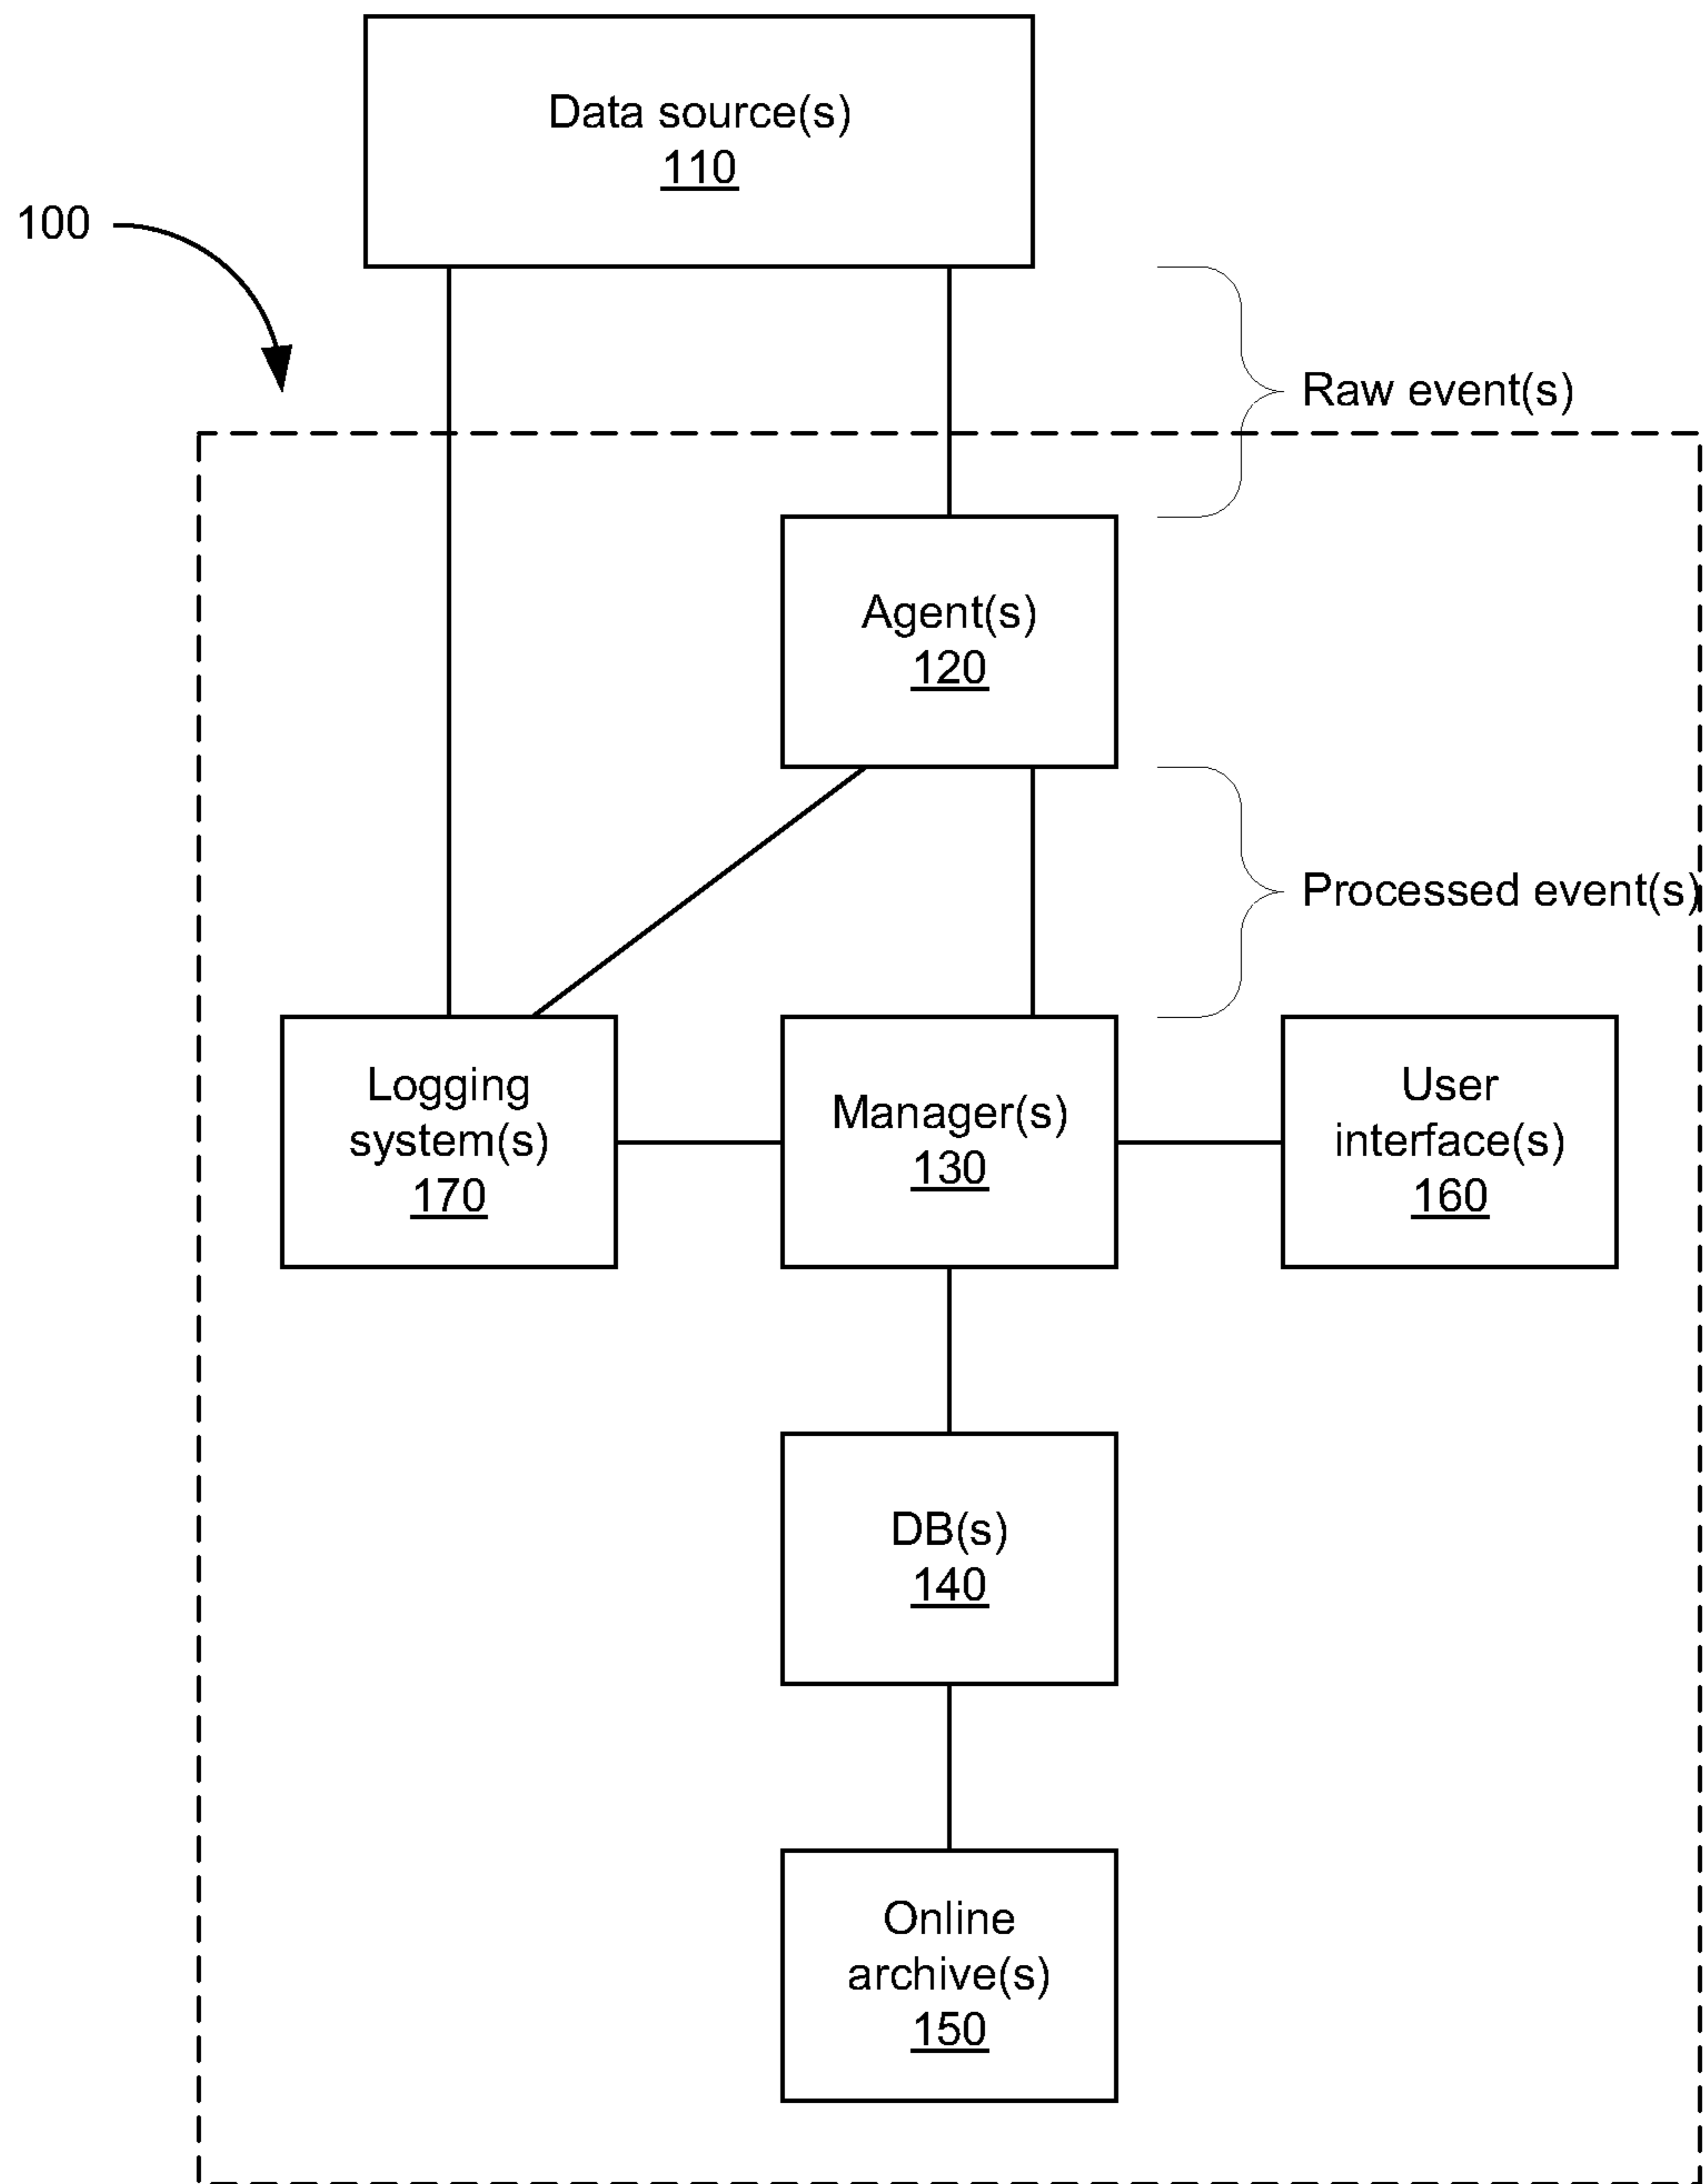 Data source(s)
110
100
Raw event(s)
Agent(s)
120
Processed event(s)
Logging
system(s)
170
Manager(s)
130
User
interface(s)
160
DB(s)
140
Online
archive(s)
150